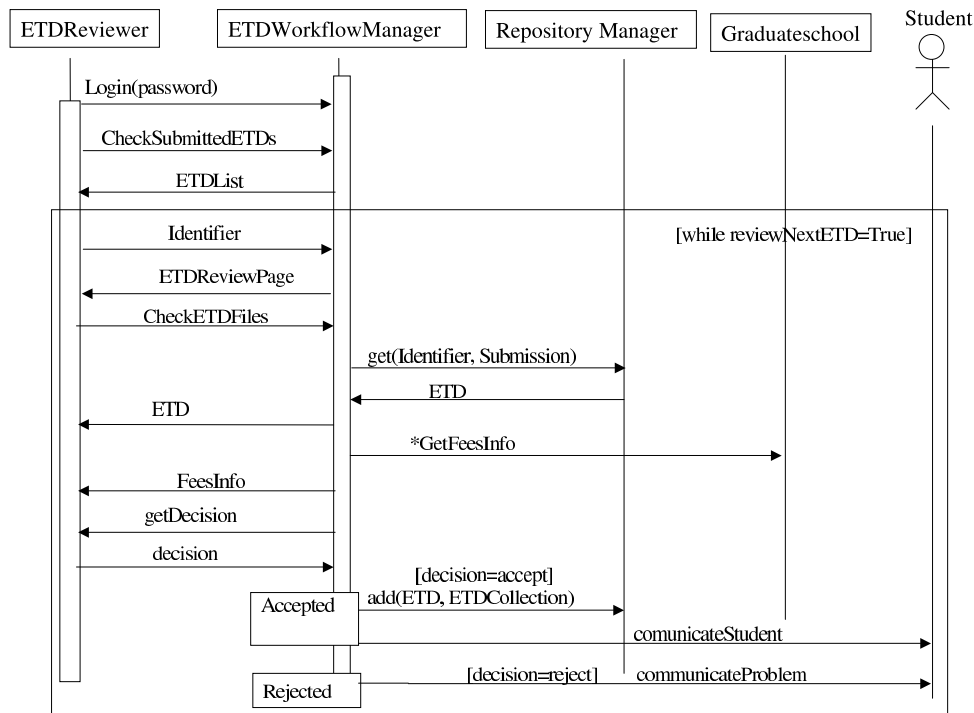 Student
ETDReviewer
ETDWorkflowManager
Repository Manager
Graduateschool
Login(password)
CheckSubmittedETDs
ETDList
Identifier
[while reviewNextETD=True]
ETDReviewPage
CheckETDFiles
get(Identifier, Submission)
ETD
ETD
*GetFeesInfo
FeesInfo
getDecision
decision
[decision=accept]
Accepted
add(ETD, ETDCollection)
comunicateStudent
[decision=reject]
communicateProblem
Rejected